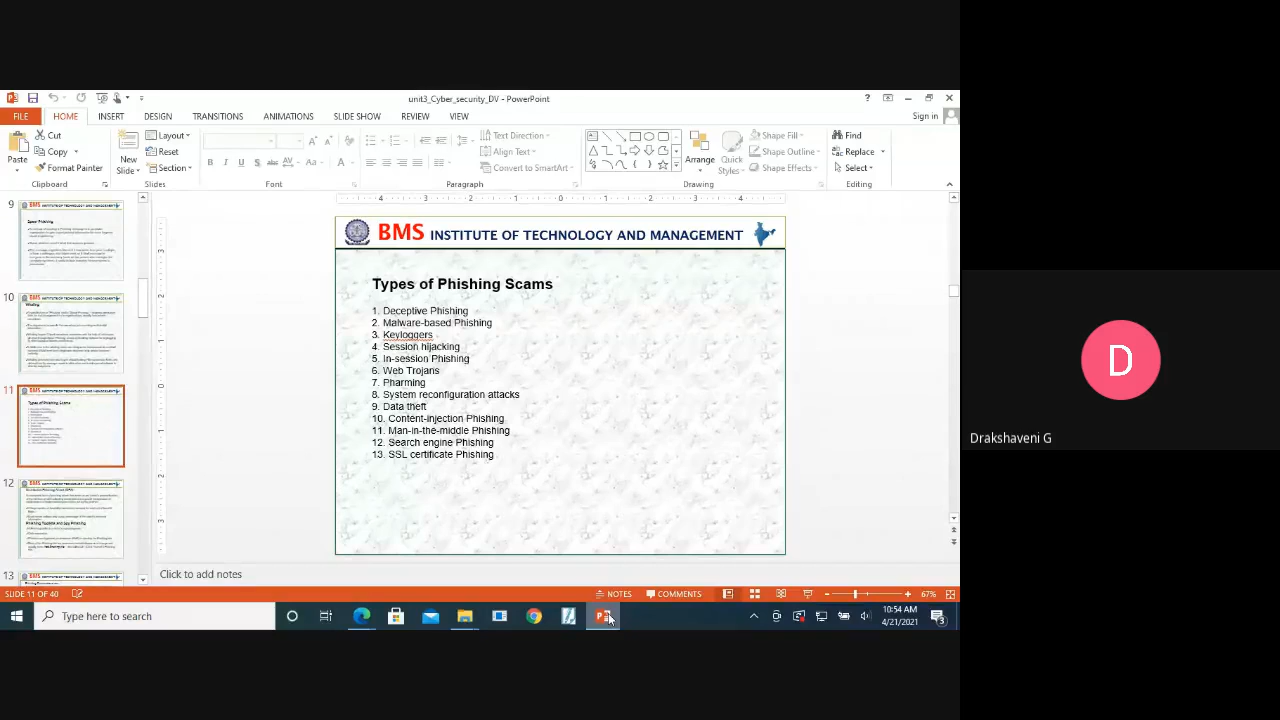 unit3_Cyber_security_DV - PowerPoint
FILE HOME INSERT DESIGN TRANSITIONS ANIMATIONS SLIDE SHOW REVIEW VIEW Sign in
Paste
Cut
Copy
Format Painter
Clipboard
New
Slide
Layout
Reset
Section
Slides
Font
Text Direction
Align Text
Convert to SmartArt
Paragraph
Arrange
Quick
Styles
Shape Fill
Shape Outline
Shape Effects
Drawing
Find
Replace
Select
Editing
9
10
11
12
13
BMS INSTITUTE OF TECHNOLOGY AND MANAGEMENT
Types of Phishing Scams
1. Deceptive Phishing
2. Malware-based Phishing
3. Keyloggers
4. Session hijacking
5. In-session Phishing
6. Web Trojans
7. Pharming
8. System reconfiguration attacks
9. Data theft
10. Content-injection Phishing
11. Man-in-the-middle Phishing
12. Search engine Phishing
13. SSL certificate Phishing
Click to add notes
SLIDE 11 OF 40 NOTES COMMENTS 67%
Type here to search
10:54 AM
4/21/2021
3
D
Drakshaveni G